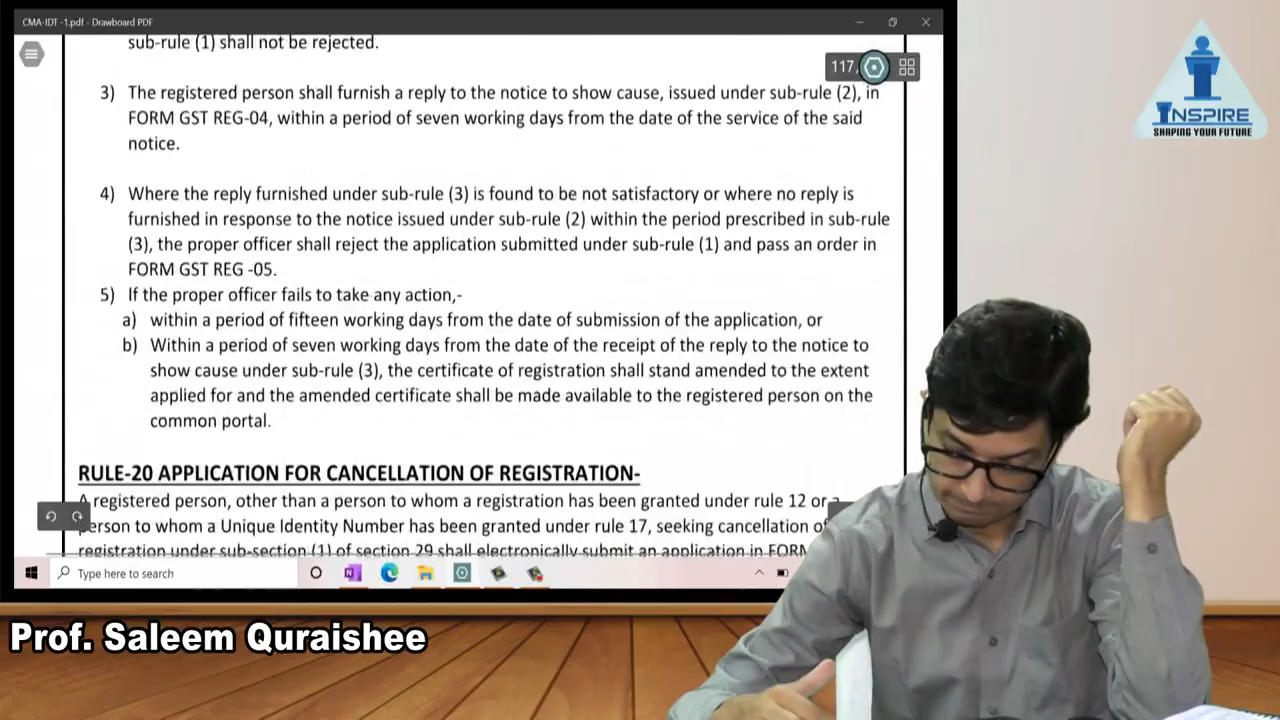 CMA-IDT -1.pdf - Drawboard PDF
sub-rule (1) shall not be rejected.
117
3) The registered person shall furnish a reply to the notice to show cause, issued under sub-rule (2), in
FORM GST REG-04, within a period of seven working days from the date of the service of the said
notice.
4) Where the reply furnished under sub-rule (3) is found to be not satisfactory or where no reply is
furnished in response to the notice issued under sub-rule (2) within the period prescribed in sub-rule
(3), the proper officer shall reject the application submitted under sub-rule (1) and pass an order in
FORM GST REG -05.
5) If the proper officer fails to take any action,-
a) within a period of fifteen working days from the date of submission of the application, or
b) Within a period of seven working days from the date of the receipt of the reply to the notice to
show cause under sub-rule (3), the certificate of registration shall stand amended to the extent
applied for and the amended certificate shall be made available to the registered person on the
common portal.
RULE-20 APPLICATION FOR CANCELLATION OF REGISTRATION-
A registered person, other than a person to whom a registration has been granted under rule 12 or a
person to whom a Unique Identity Number has been granted under rule 17, seeking cancellation of
registration under sub-section (1) of section 29 shall electronically submit an application in FORM
Type here to search
INSPIRE
SHAPING YOUR FUTURE
Prof. Saleem Quraishee